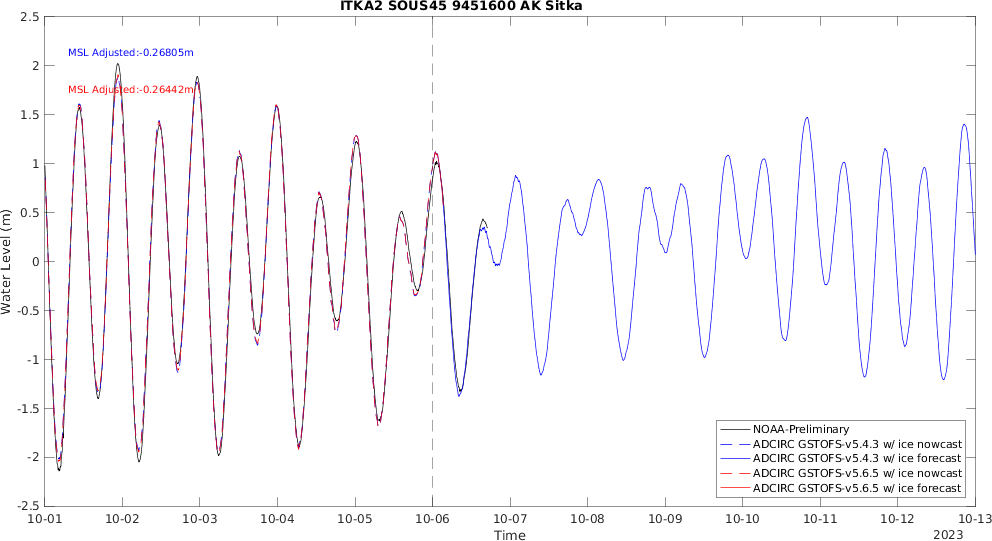 ITKA2 SOUS45 9451600 AK Sitka
2.5
2
1.5
1
0.5
0
-0.5
-1
-1.5
-2
-2.5
Water Level (m)
MSL Adjusted:-0.26805m
MSL Adjusted:-0.26442m
NOAA-Preliminary
ADCIRC GSTOFS-v5.4.3 w/ ice nowcast
ADCIRC GSTOFS-v5.4.3 w/ ice forecast
ADCIRC GSTOFS-v5.6.5 w/ ice nowcast
ADCIRC GSTOFS-v5.6.5 w/ ice forecast
10-01 10-02 10-03 10-04 10-05 10-06 10-07 10-08 10-09 10-10 10-11 10-12 10-13
Time
2023